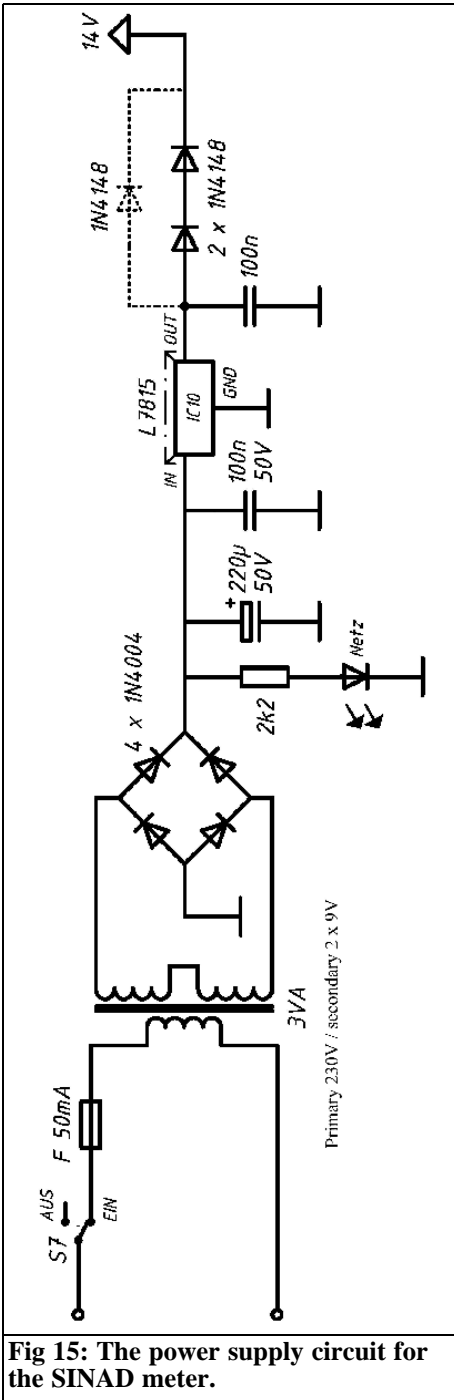 S7
AUS
EIN
F 50mA
3VA
Primary 230V / secondary 2 x 9V
4 x 1N4004
2k2
Netz
+
220µ
50V
100n
50V
L7815
IN
OUT
IC10
GND
100n
2 x 1N4148
1N4148
14V
Fig 15: The power supply circuit for
the SINAD meter.